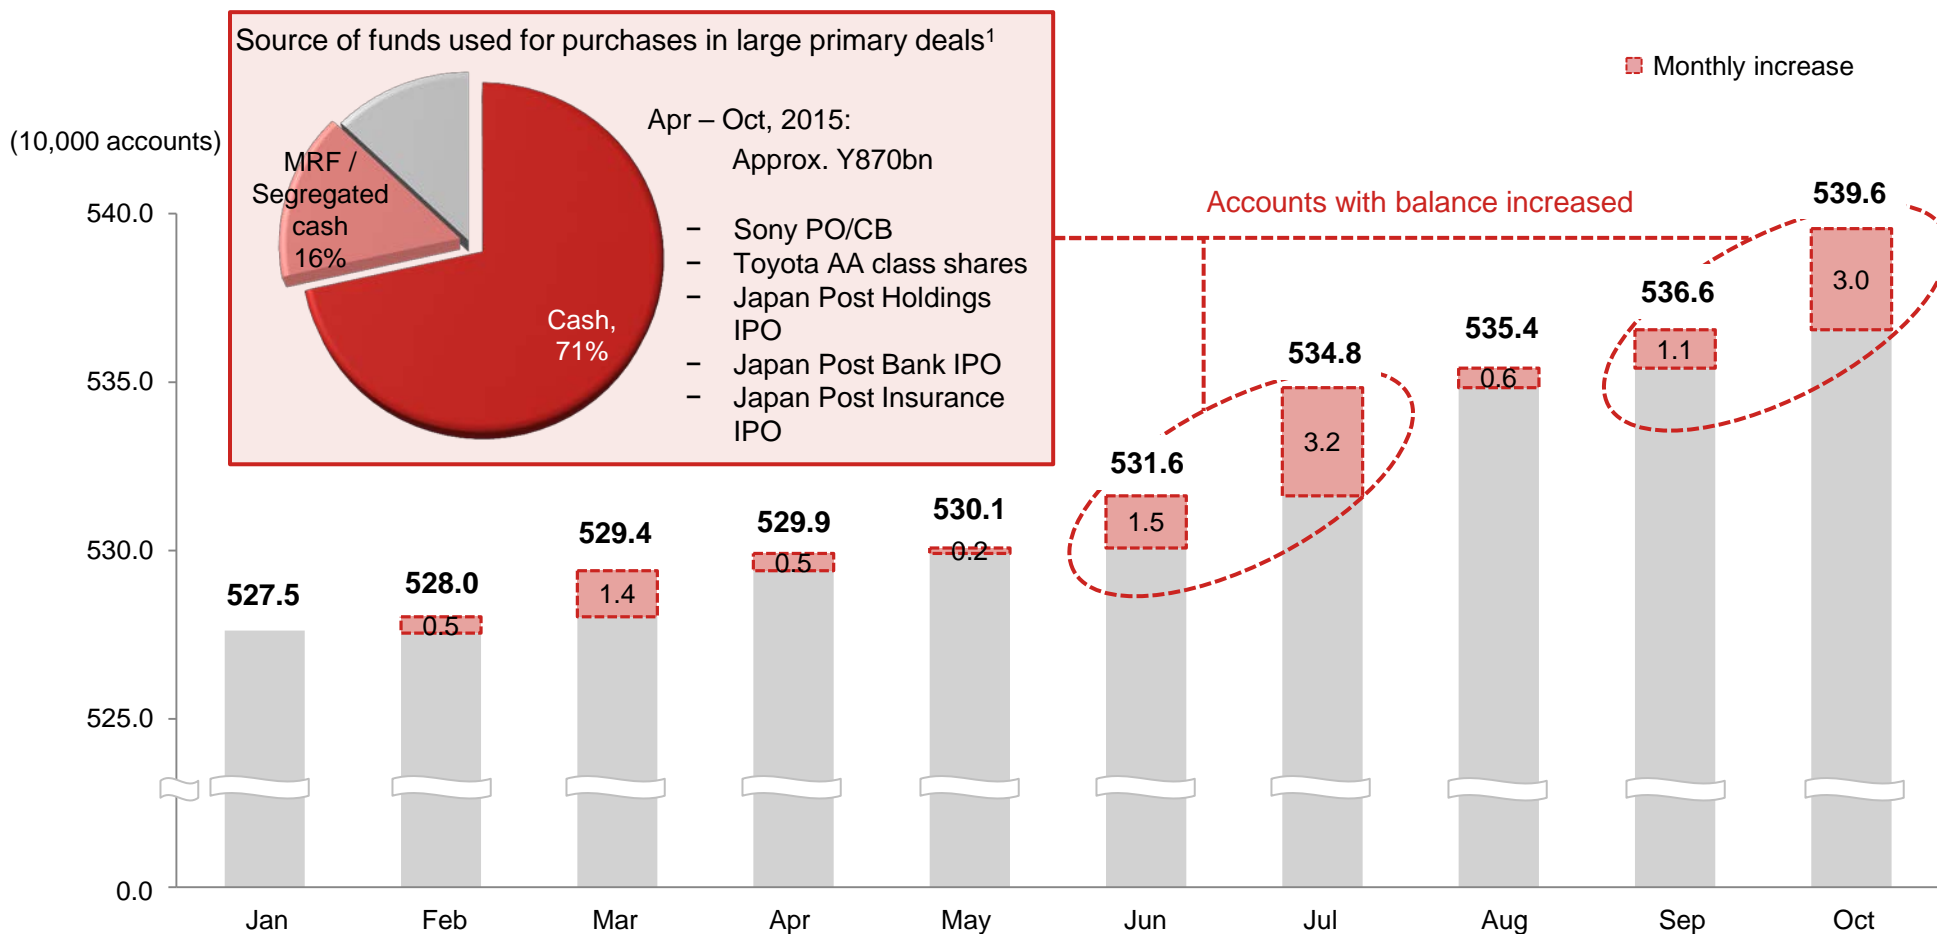 Source of funds used for purchases in large primary deals1
Monthly increase
(10,000 accounts)
MRF /
Segregated
cash
16%
Cash,
71%
Apr – Oct, 2015:
Approx. Y870bn
− Sony PO/CB
− Toyota AA class shares
− Japan Post Holdings
IPO
− Japan Post Bank IPO
− Japan Post Insurance
IPO
Accounts with balance increased
540.0
535.0
530.0
525.0
0.0
527.5
528.0
0.5
529.4
1.4
529.9
0.5
530.1
0.2
531.6
1.5
534.8
3.2
535.4
0.6
536.6
1.1
539.6
3.0
Jan Feb Mar Apr May Jun Jul Aug Sep Oct